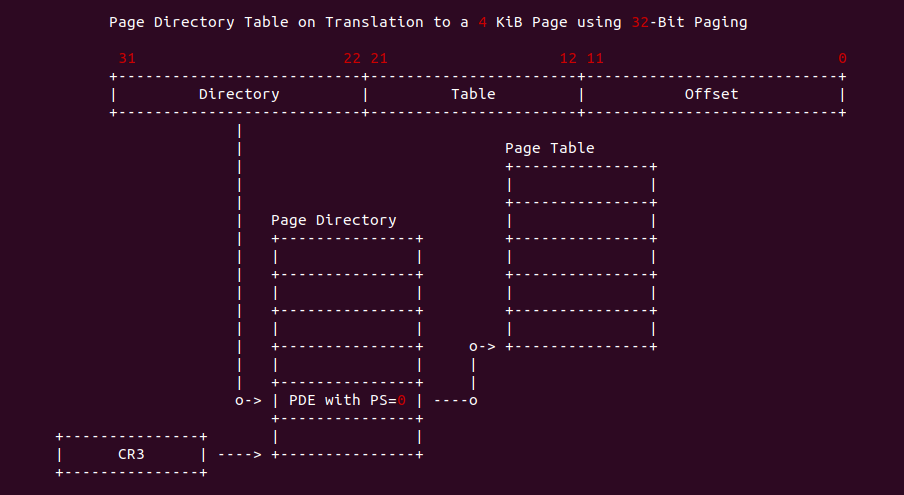 Page Directory Table on Translation to a 4 KiB Page using 32-Bit Paging
31 22 21 12 11 0
Directory Table Offset
Page Table
Page Directory
PDE with PS=0
CR3